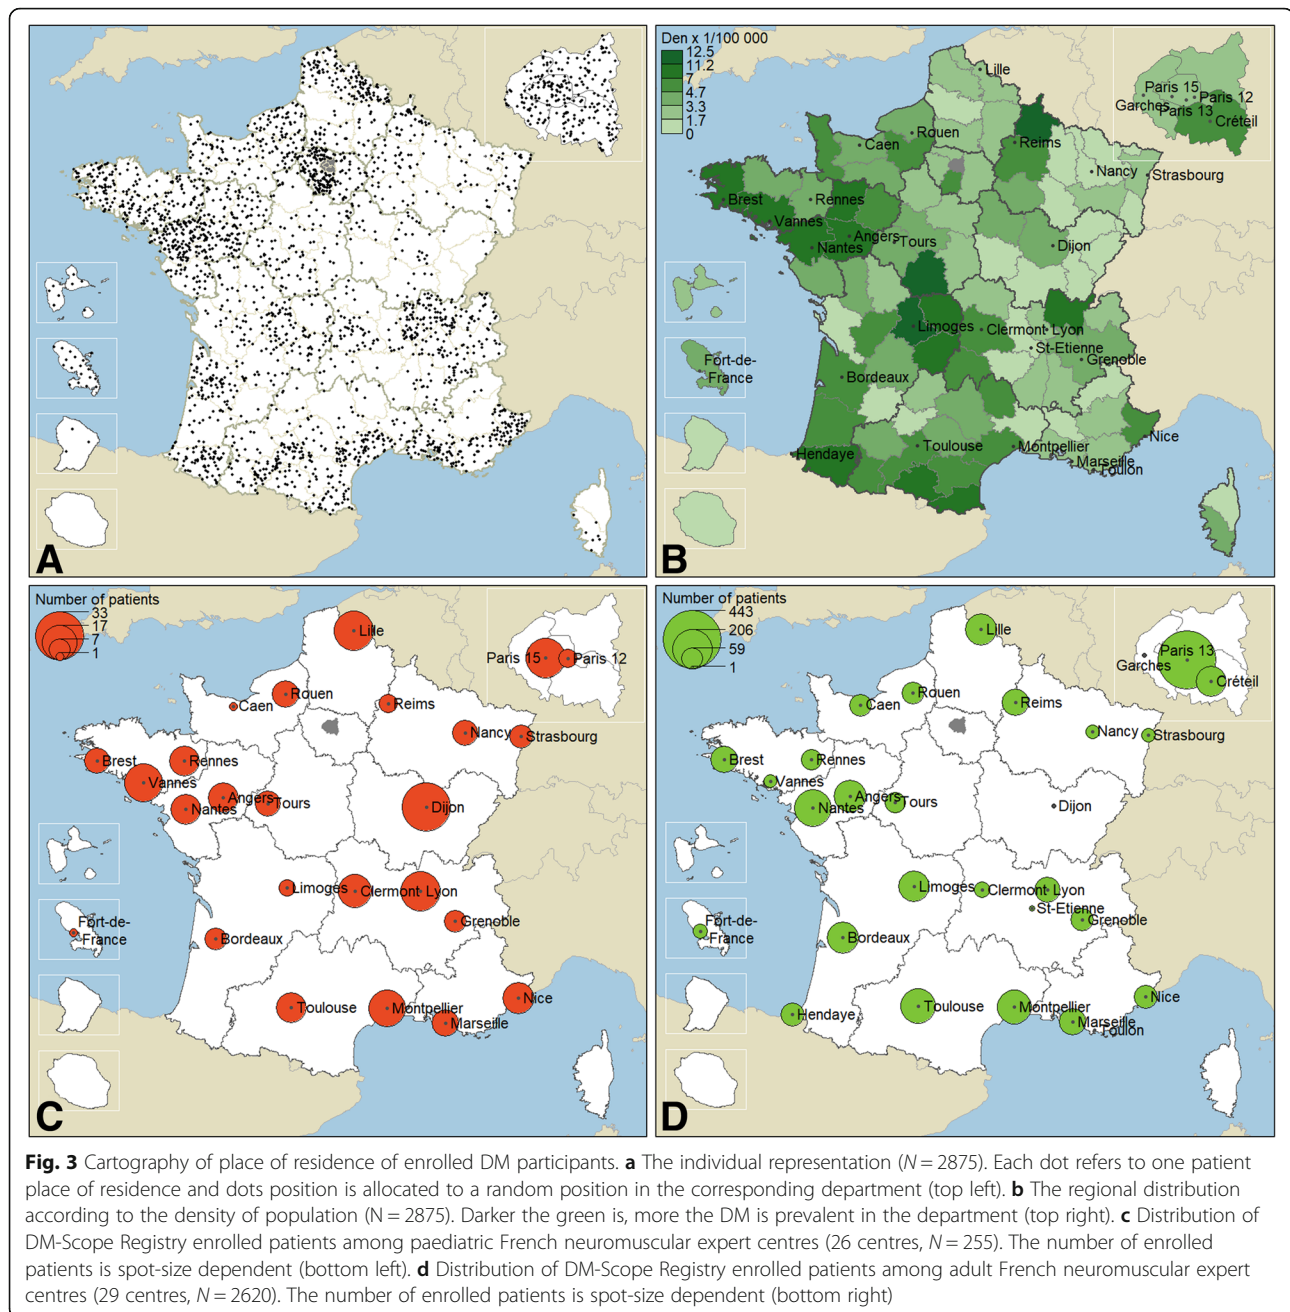 A
Den x 1/100 000
12.5
11.2
7
4.7
3.3
1.7
0
Lille
Paris 15
Paris 12
Garches
Paris 13
Créteil
Rouen
Caen
Reims
Nancy
Strasbourg
Brest
Rennes
Vannes
Angers
Tours
Nantes
Dijon
Limoges
Clermont
Lyon
St-Etienne
Grenoble
Fort-de-
France
Bordeaux
Hendaye
Toulouse
Montpellier
Nice
Marseille
Toulon
B
Number of patients
33
17
7
1
Lille
Paris 15
Paris 12
Rouen
Caen
Reims
Nancy
Strasbourg
Brest
Rennes
Vannes
Angers
Tours
Nantes
Dijon
Limoges
Clermont
Lyon
Grenoble
Fort-de-
France
Bordeaux
Toulouse
Montpellier
Nice
Marseille
C
Number of patients
443
206
59
1
Lille
Paris 13
Garches
Créteil
Rouen
Caen
Reims
Nancy
Strasbourg
Brest
Rennes
Vannes
Angers
Tours
Nantes
Dijon
Limoges
Clermont
Lyon
St-Etienne
Grenoble
Fort-de-
France
Bordeaux
Hendaye
Toulouse
Montpellier
Nice
Marseille
Toulon
D
Fig. 3 Cartography of place of residence of enrolled DM participants. a The individual representation (N = 2875). Each dot refers to one patient
place of residence and dots position is allocated to a random position in the corresponding department (top left). b The regional distribution
according to the density of population (N = 2875). Darker the green is, more the DM is prevalent in the department (top right). c Distribution of
DM-Scope Registry enrolled patients among paediatric French neuromuscular expert centres (26 centres, N = 255). The number of enrolled
patients is spot-size dependent (bottom left). d Distribution of DM-Scope Registry enrolled patients among adult French neuromuscular expert
centres (29 centres, N = 2620). The number of enrolled patients is spot-size dependent (bottom right)